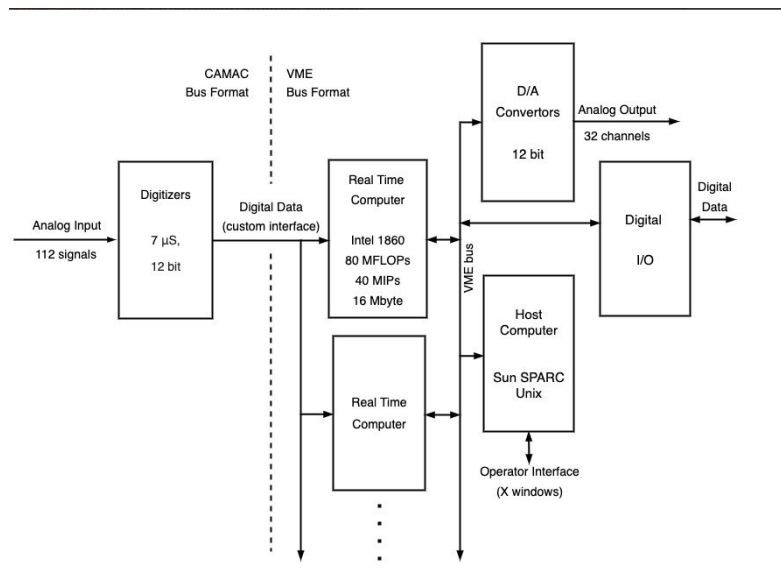 CAMAC
Bus Format
VME
Bus Format
D/A
Convertors
12 bit
Analog Output
32 channels
Digitizers
7 µS,
12 bit
Analog Input
112 signals
Digital Data
(custom interface)
Real Time
Computer
Intel 1860
80 MFLOPs
40 MIPs
16 Mbyte
VME bus
Digital
I/O
Digital
Data
Host
Computer
Sun SPARC
Unix
Real Time
Computer
Operator Interface
(X windows)